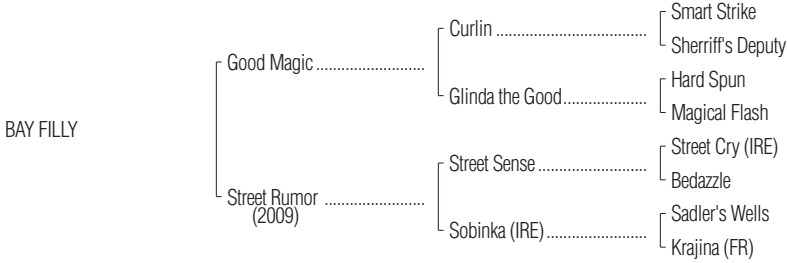 Smart Strike
Curlin ..................................
Sherriff's Deputy
Good Magic ........................
Hard Spun
Glinda the Good...................
Magical Flash
BAY FILLY
Street Cry (IRE)
Street Sense ........................
Bedazzle
Street Rumor ......................
(2009)
Sadler's Wells
Sobinka (IRE).......................
Krajina (FR)